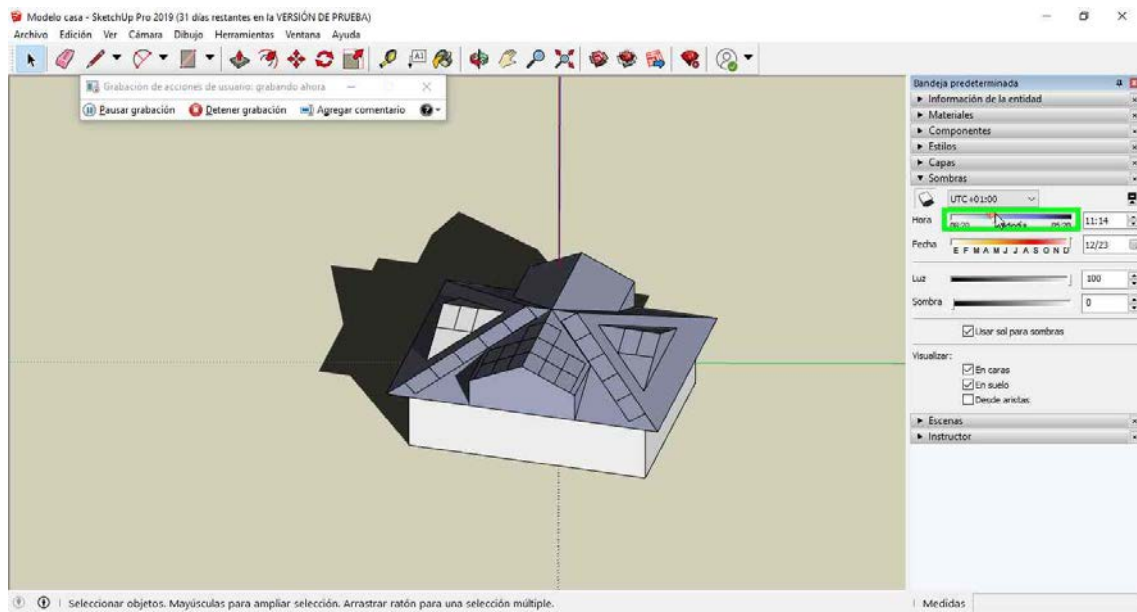 Modelo casa - SketchUp Pro 2019 (31 días restantes en la VERSIÓN DE PRUEBA)
Archivo Edición Ver Cámara Dibujo Herramientas Ventana Ayuda
A1
Grabación de acciones de usuario: grabando ahora
Pausar grabación Detener grabación Agregar comentario
Bandeja predeterminada
Información de la entidad
Materiales
Componentes
Estilos
Capas
Sombras
UTC+01:00
Hora 11:14
Fecha E F M A M J J A S O N D 12/23
Luz 100
Sombra 0
Usar sol para sombras
Visualizar:
En caras
En suelo
Desde aristas
Escenas
Instructor
Seleccionar objetos. Mayúsculas para ampliar selección. Arrastrar ratón para una selección múltiple.
Medidas